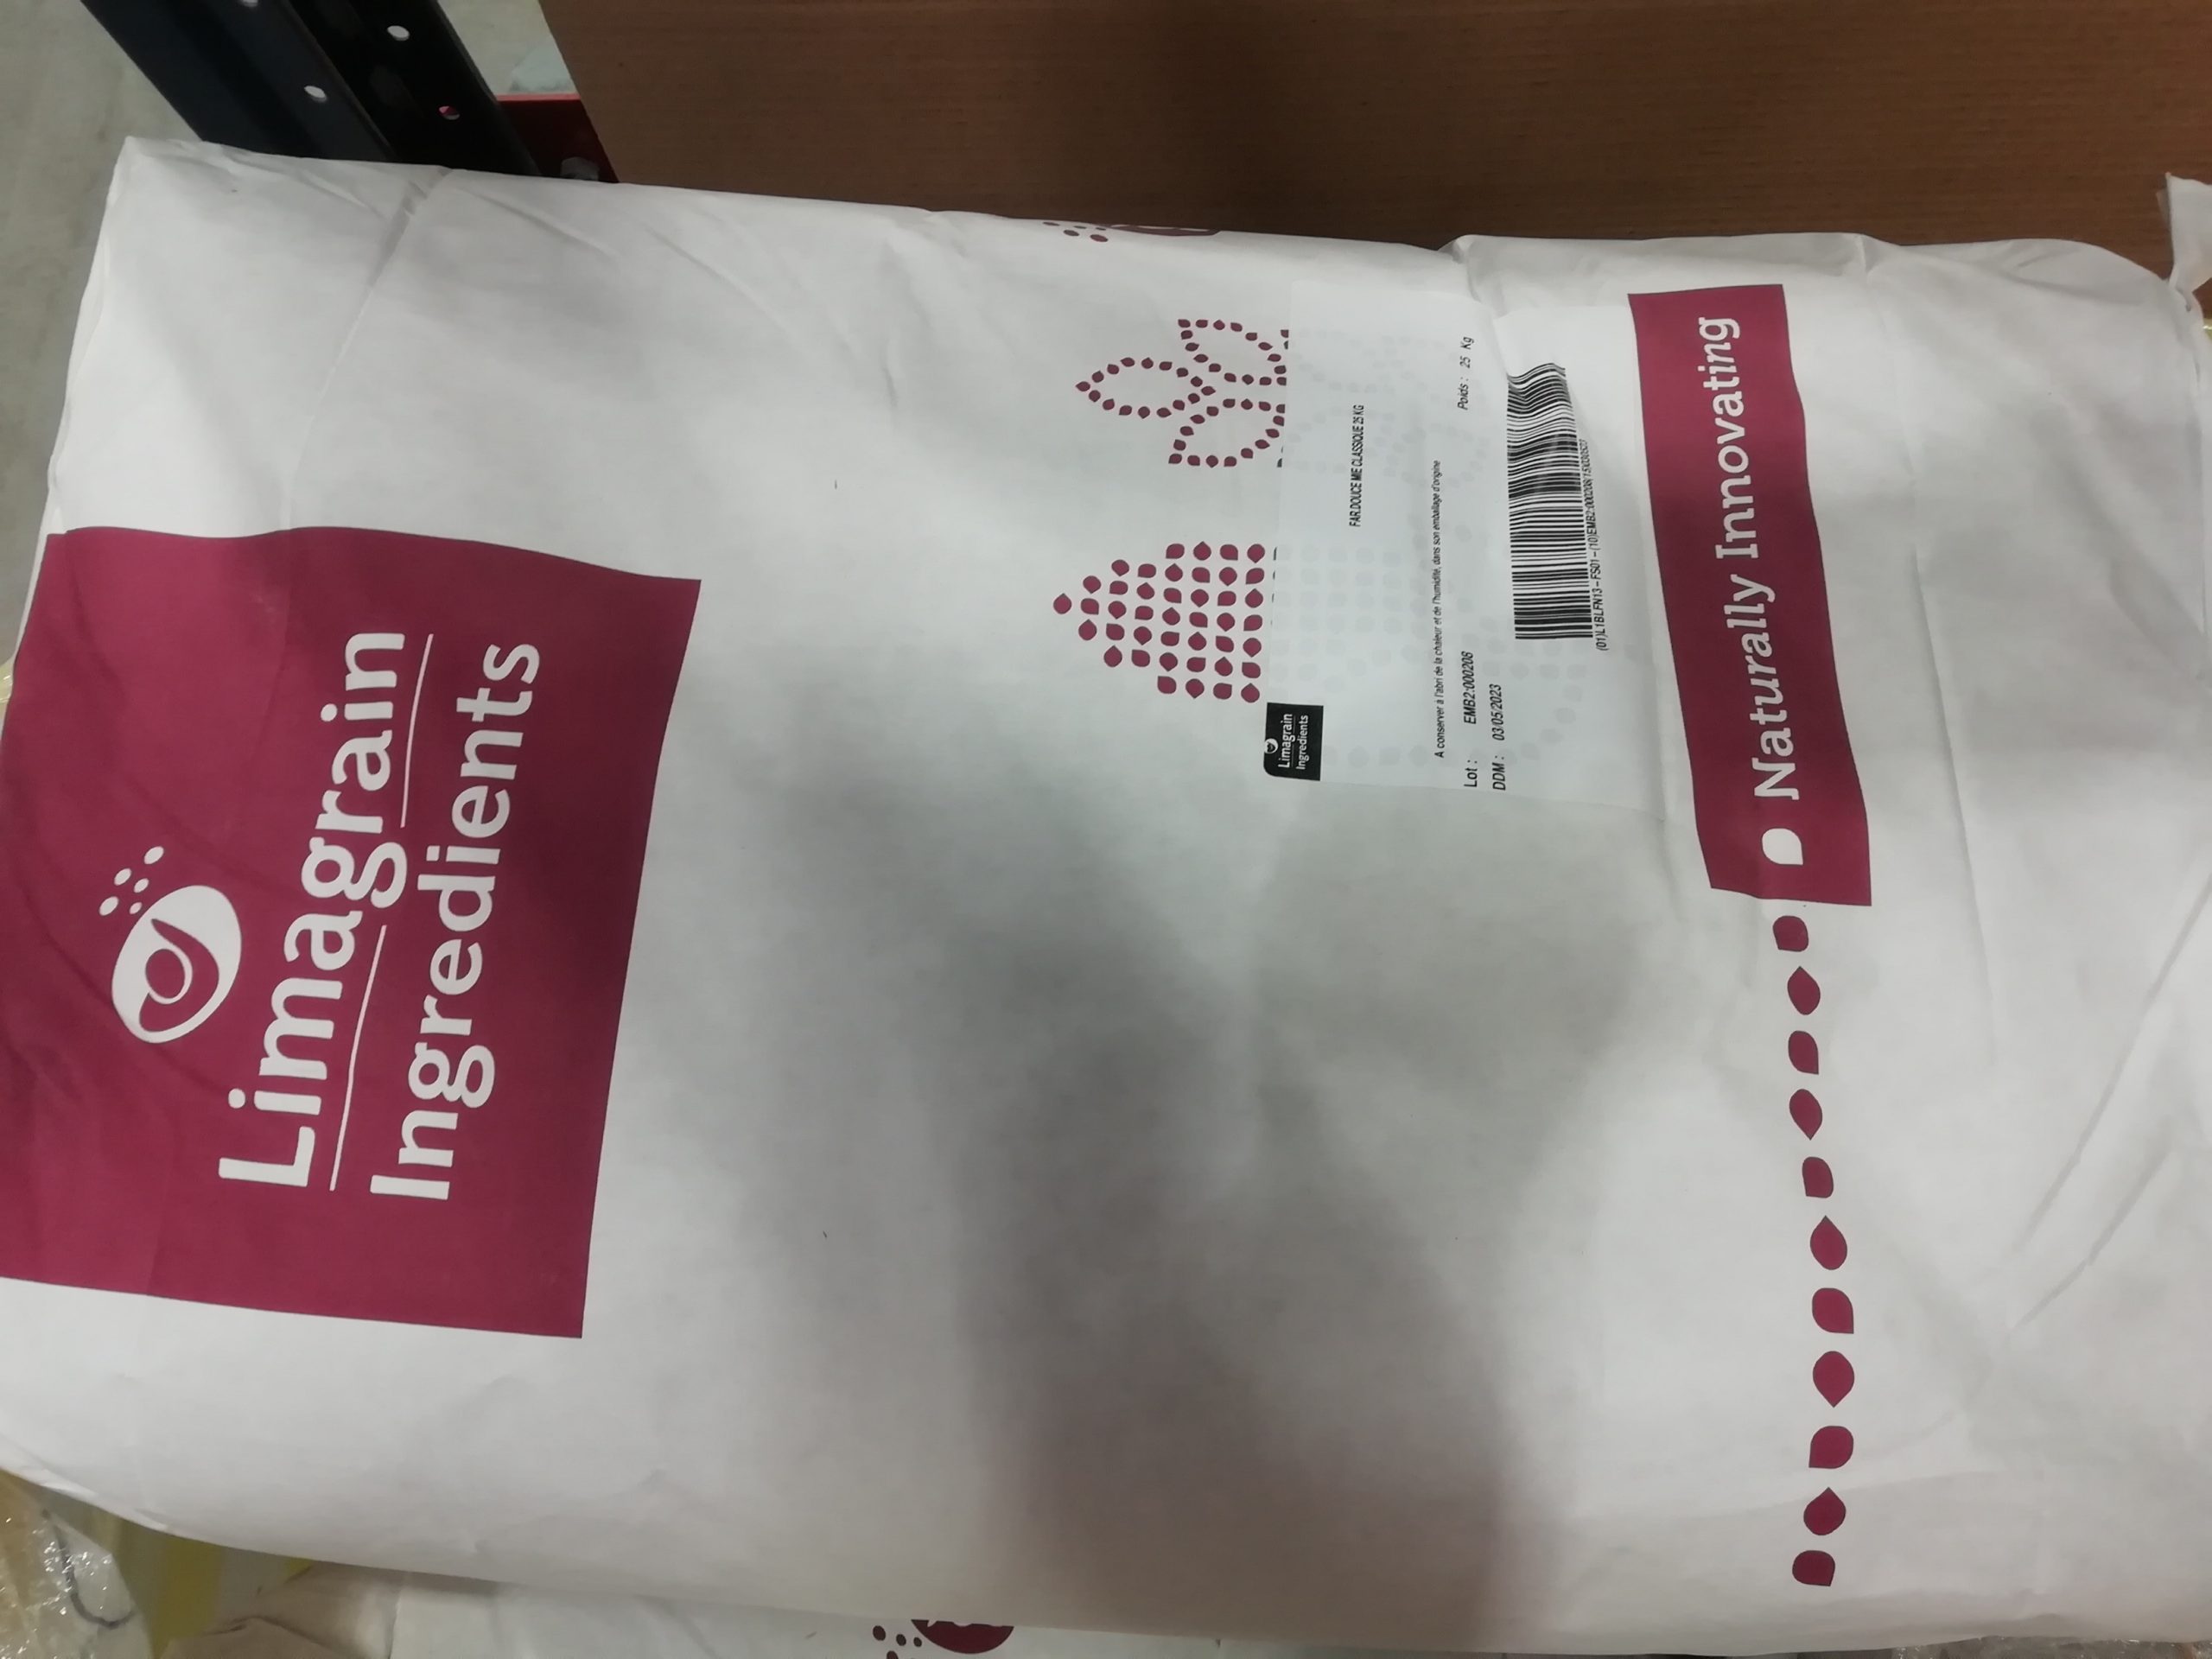 Limagrain
Ingredients
Limagrain
Ingredients
FAR.DOUCE MIE CLASSIQUE 25 KG
A conserver à l'abri de la chaleur et de l'humidité, dans son emballage d'origine
Lot : EMB2:000208 Poids : 25 Kg
DDM : 03/05/2023
Naturally Innovating